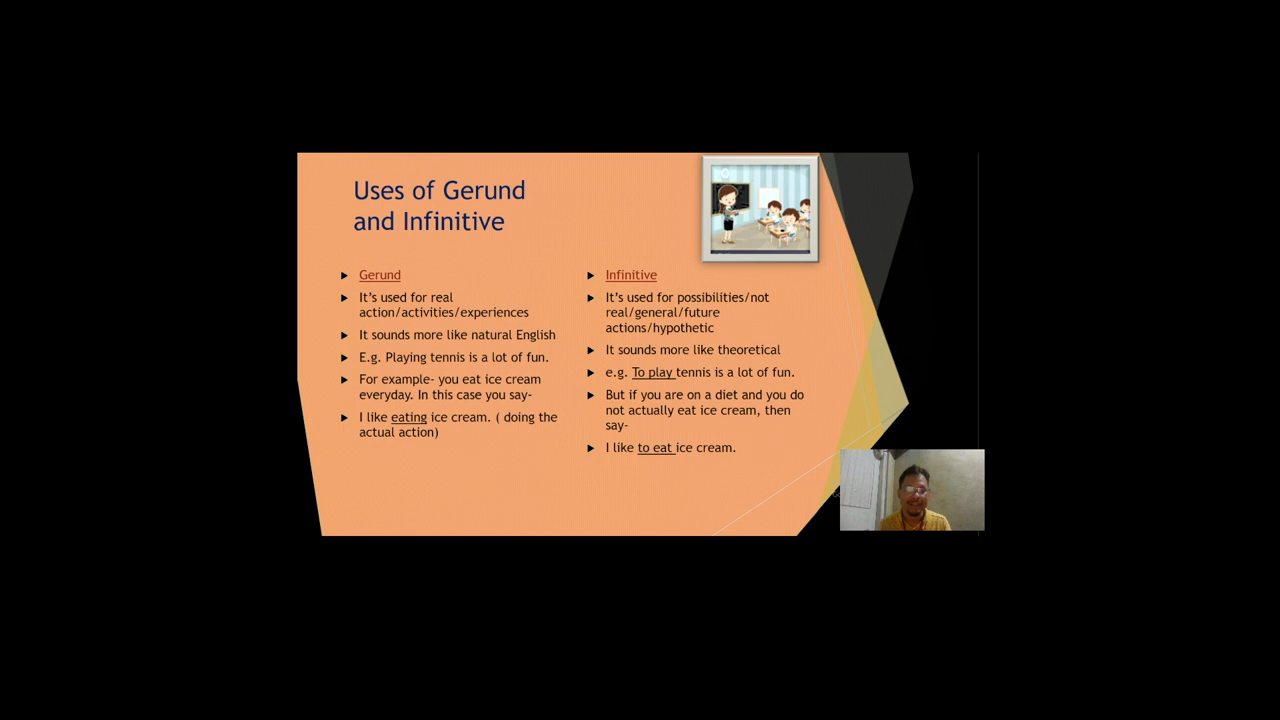 Uses of Gerund
and Infinitive
Gerund
It's used for real
action/activities/experiences
It sounds more like natural English
E.g. Playing tennis is a lot of fun.
For example- you eat ice cream
everyday. In this case you say-
I like eating ice cream. ( doing the
actual action)
Infinitive
It's used for possibilities/not
real/general/future
actions/hypothetic
It sounds more like theoretical
e.g. To play tennis is a lot of fun.
But if you are on a diet and you do
not actually eat ice cream, then
say-
I like to eat ice cream.